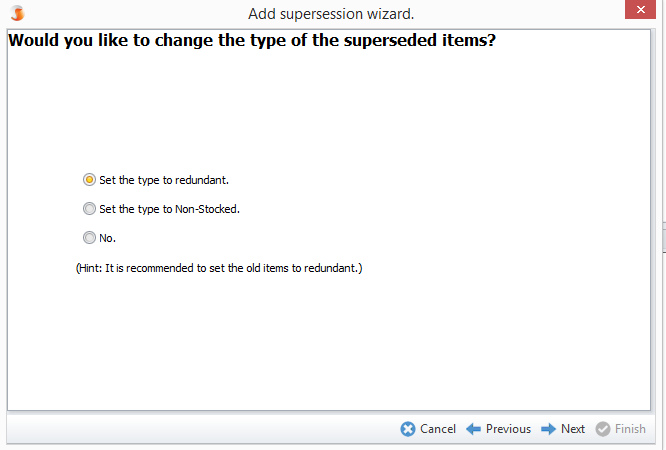 Add supersession wizard.
Would you like to change the type of the superseded items?
Set the type to redundant.
Set the type to Non-Stocked.
No.
(Hint: It is recommended to set the old items to redundant.)
Cancel Previous Next Finish